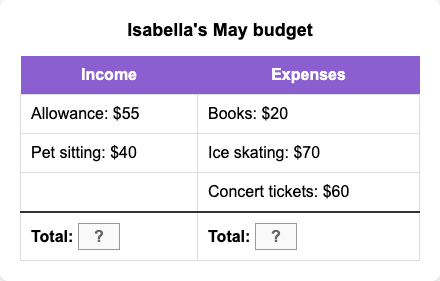 Isabella's May budget
Income Expenses
Allowance: $55 Books: $20
Pet sitting: $40 Ice skating: $70
Concert tickets: $60
Total: ? Total: ?